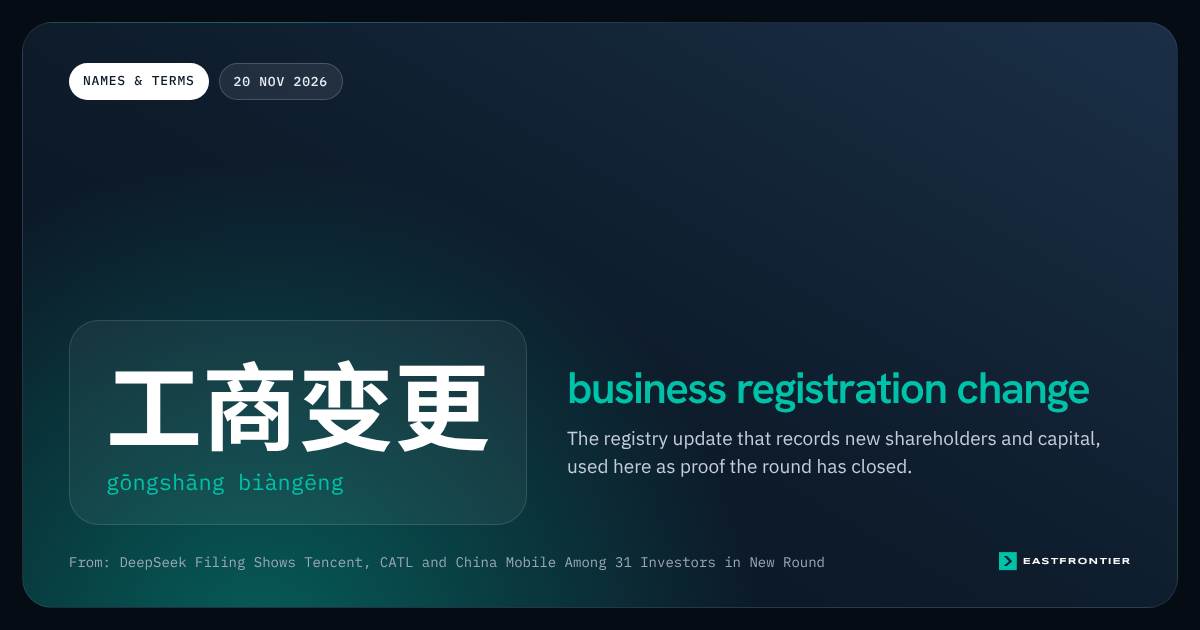 NAMES & TERMS
20 NOV 2026
工商变更
gōngshāng biàngēng
business registration change
The registry update that records new shareholders and capital,
used here as proof the round has closed.
From: DeepSeek Filing Shows Tencent, CATL and China Mobile Among 31 Investors in New Round
EASTFRONTIER